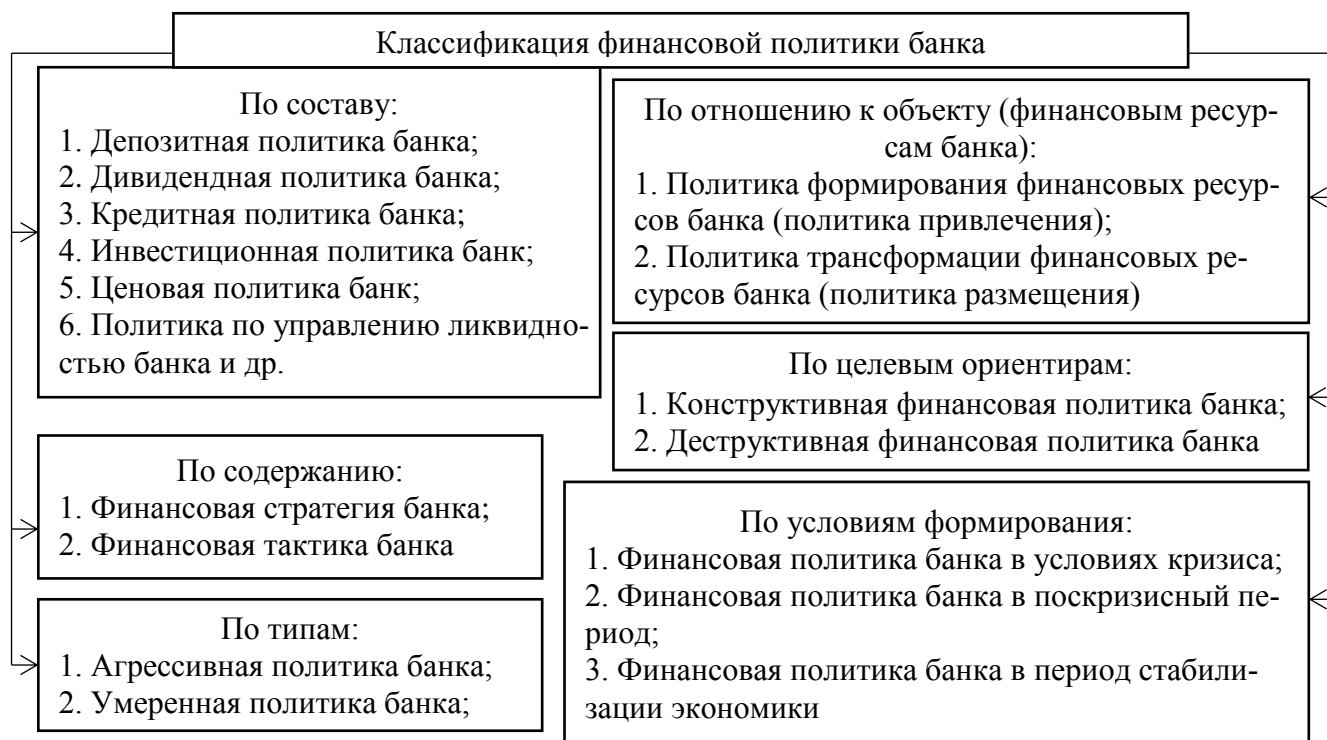 Классификация финансовой политики банка
По составу:
1. Депозитная политика банка;
2. Дивидендная политика банка;
3. Кредитная политика банка;
4. Инвестиционная политика банк;
5. Ценовая политика банк;
6. Политика по управлению ликвидно-
стью банка и др.
По содержанию:
1. Финансовая стратегия банка;
2. Финансовая тактика банка
По типам:
1. Агрессивная политика банка;
2. Умеренная политика банка;
По отношению к объекту (финансовым ресур-
сам банка):
1. Политика формирования финансовых ресур-
сов банка (политика привлечения);
2. Политика трансформации финансовых ре-
сурсов банка (политика размещения)
По целевым ориентирам:
1. Конструктивная финансовая политика банка;
2. Деструктивная финансовая политика банка
По условиям формирования:
1. Финансовая политика банка в условиях кризиса;
2. Финансовая политика банка в поскризисный пе-
риод;
3. Финансовая политика банка в период стабили-
зации экономики